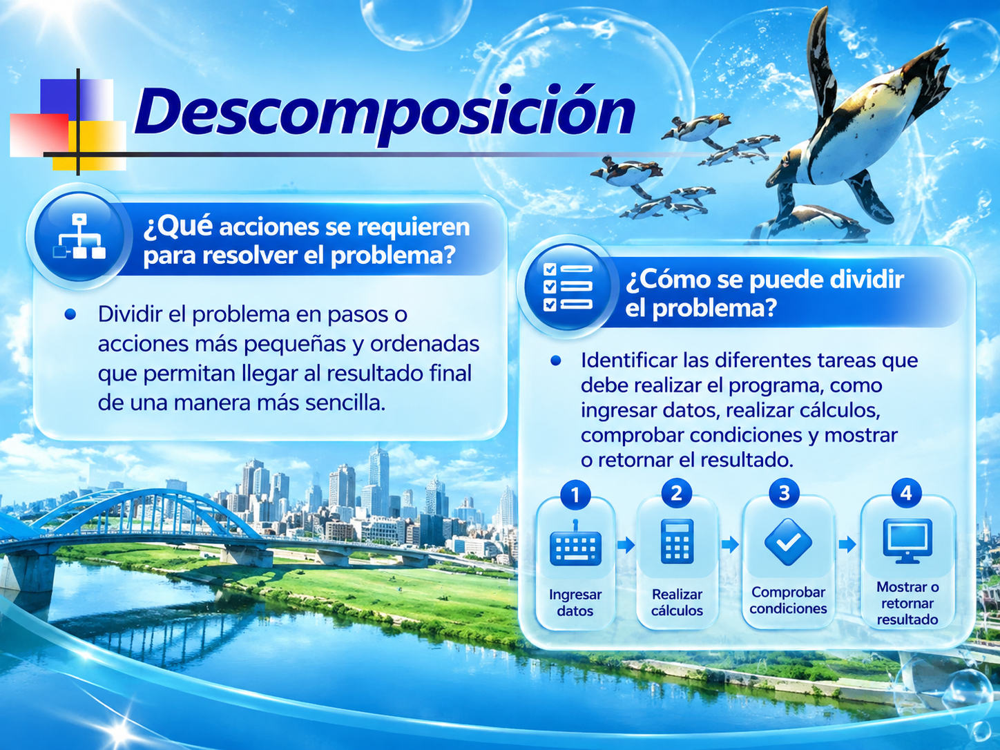 Descomposición
¿Qué acciones se requieren
para resolver el problema?
Dividir el problema en pasos o
acciones más pequeñas y ordenadas
que permitan llegar al resultado final
de una manera más sencilla.
¿Cómo se puede dividir
el problema?
Identificar las diferentes tareas que
debe realizar el programa, como
ingresar datos, realizar cálculos,
comprobar condiciones y mostrar
o retornar el resultado.
1
Ingresar
datos
2
Realizar
cálculos
3
Comprobar
condiciones
4
Mostrar o
retornar
resultado